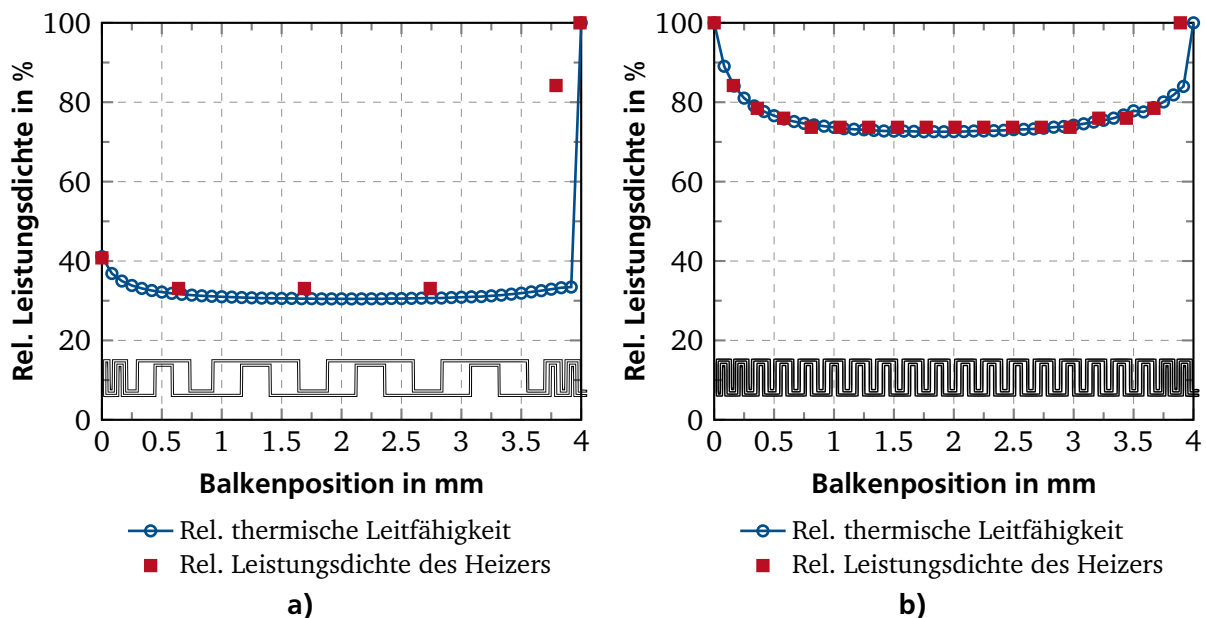 Rel. Leistungsdichte in %
100
80
60
40
20
0
0 0.5 1 1.5 2 2.5 3 3.5 4
Balkenposition in mm
Rel. thermische Leitfähigkeit
Rel. Leistungsdichte des Heizers
a)
Rel. Leistungsdichte in %
100
80
60
40
20
0
0 0.5 1 1.5 2 2.5 3 3.5 4
Balkenposition in mm
Rel. thermische Leitfähigkeit
Rel. Leistungsdichte des Heizers
b)